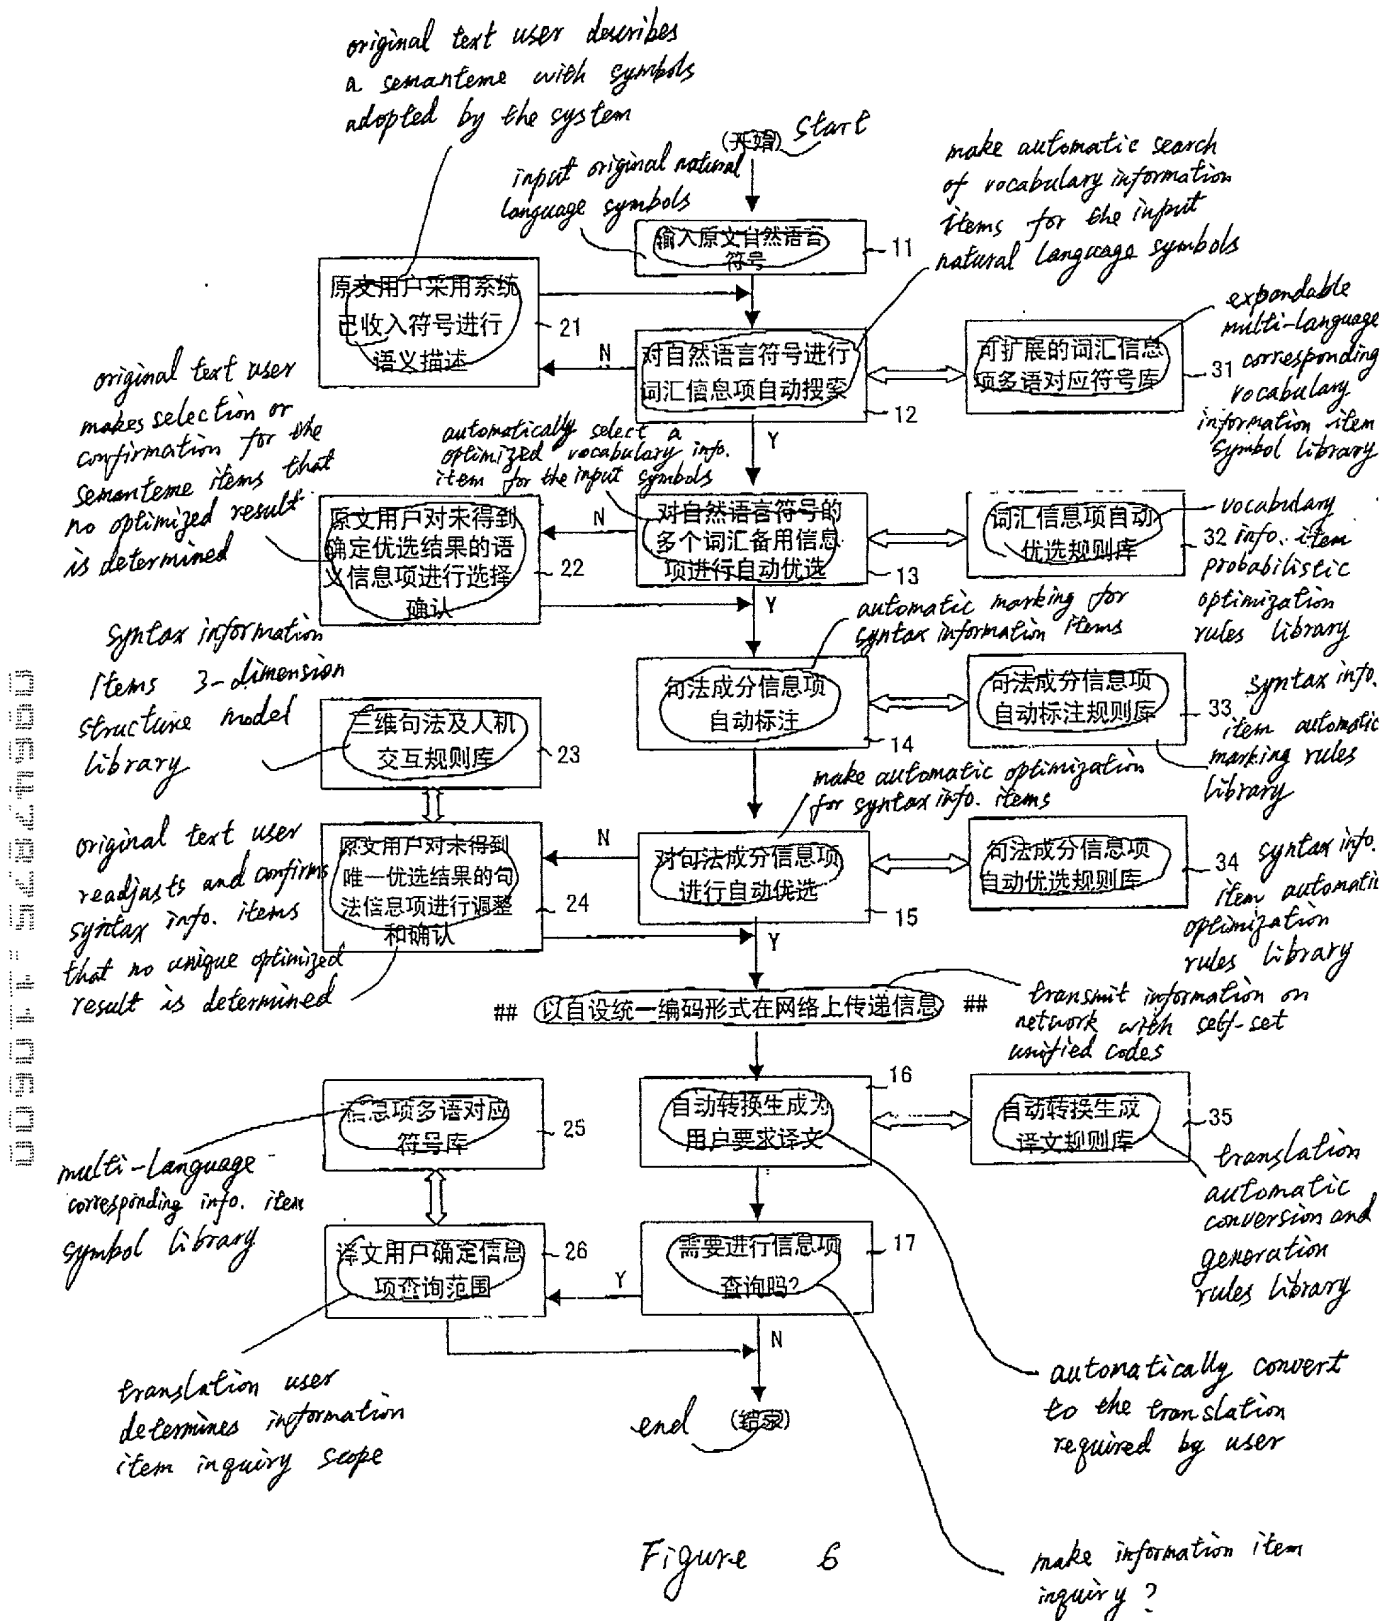 original text user describes
a semanteme with symbols
adopted by the system
(开始) start
input original natural
language symbols
make automatic search
of vocabulary information
items for the input
natural language symbols
输入原文自然语言
符号
11
原文用户采用系统
已收入符号进行
语义描述
21
N
对自然语言符号进行
词汇信息项自动搜索
12
可扩展的词汇信息
项多语对应符号库
31
expandable
multi-language
corresponding
vocabulary
information item
symbol library
Y
original text user
makes selection or
confirmation for the
semanteme items that
no optimized result
is determined
automatically select a
optimized vocabulary info.
item for the input symbols
原文用户对未得到
确定优选结果的语
义信息项进行选择
确认
22
N
对自然语言符号的
多个词汇备用信息
项进行自动优选
13
词汇信息项自动
优选规则库
32
vocabulary
info. item
probabilistic
optimization
rules library
Y
automatic marking for
syntax information items
syntax information
items 3-dimension
structure model
library
三维句法及人机
交互规则库
23
句法成分信息项
自动标注
14
句法成分信息项
自动标注规则库
33
syntax info.
item automatic
marking rules
library
make automatic optimization
for syntax info. items
original text user
readjusts and confirms
syntax info. items
that no unique optimized
result is determined
原文用户对未得到
唯一优选结果的句
法信息项进行调整
和确认
24
N
对句法成分信息项
进行自动优选
15
句法成分信息项
自动优选规则库
34
syntax info.
item automatic
optimization
rules library
Y
## 以自设统一编码形式在网络上传递信息 ##
transmit information on
network with self-set
unified codes
信息项多语对应
符号库
25
自动转换生成为
用户要求译文
16
自动转换生成
译文规则库
35
translation
automatic
conversion and
generation
rules library
multi-language
corresponding info. item
symbol library
译文用户确定信息
项查询范围
26
Y
需要进行信息项
查询吗?
17
N
translation user
determines information
item inquiry scope
end (结束)
automatically convert
to the translation
required by user
make information item
inquiry ?
Figure 6